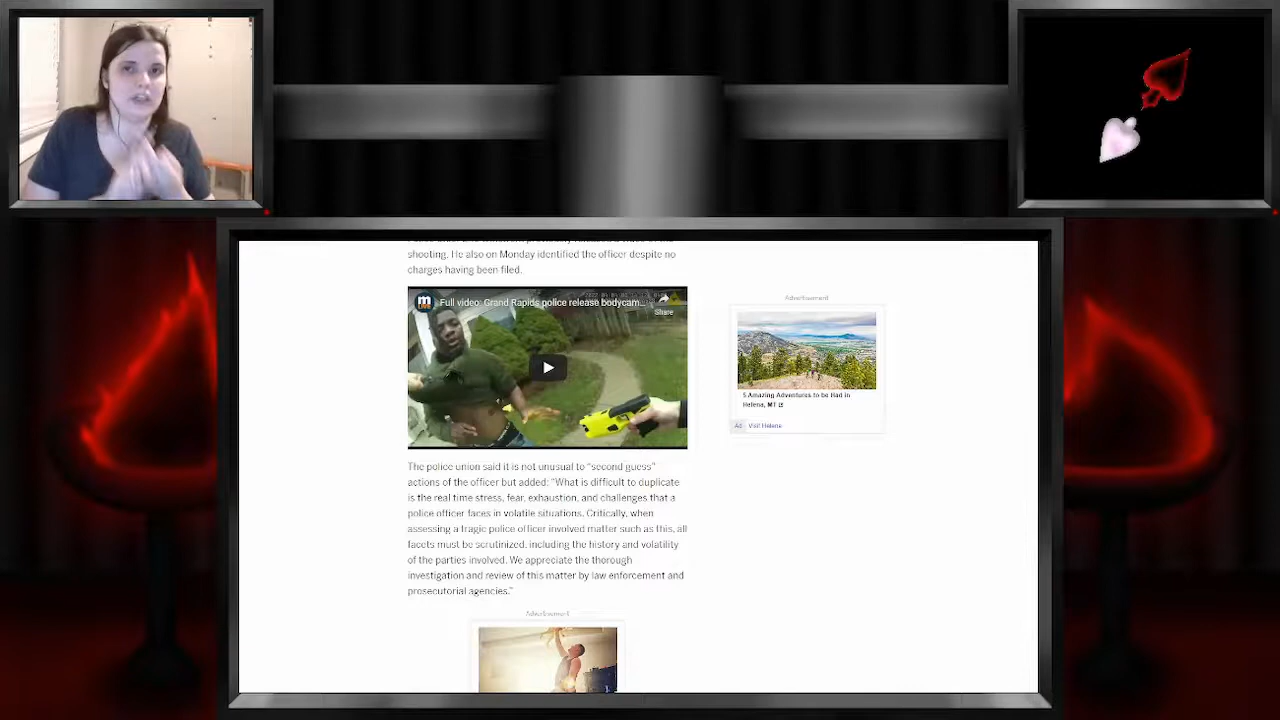 shooting. He also on Monday identified the officer despite no
charges having been filed.
m
LIVE
Full video: Grand Rapids police release bodycam...
Share
Advertisement
5 Amazing Adventures to be Had in
Helena, MT
Ad
Visit Helena
The police union said it is not unusual to “second guess”
actions of the officer but added: “What is difficult to duplicate
is the real time stress, fear, exhaustion, and challenges that a
police officer faces in volatile situations. Critically, when
assessing a tragic police officer involved matter such as this, all
facets must be scrutinized, including the history and volatility
of the parties involved. We appreciate the thorough
investigation and review of this matter by law enforcement and
prosecutorial agencies.”
Advertisement